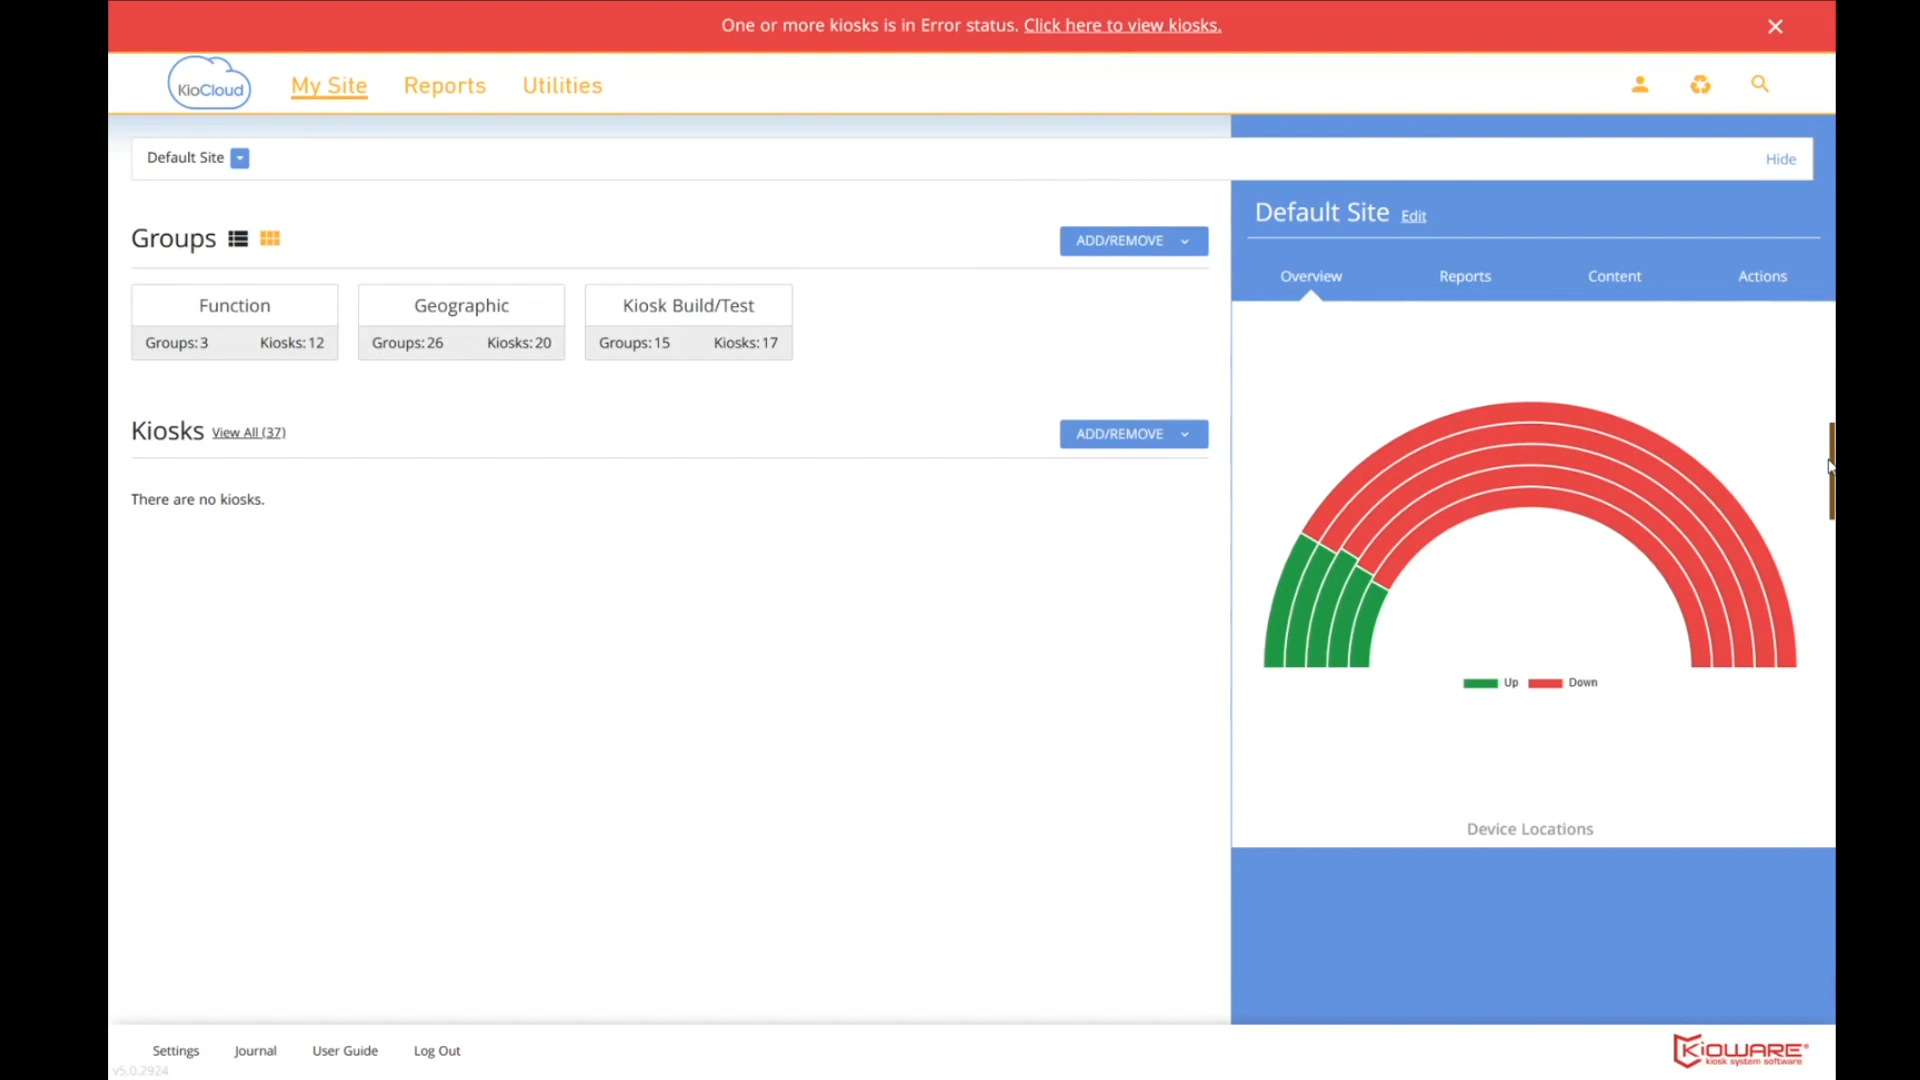 One or more kiosks is in Error status. Click here to view kiosks.
KioCloud My Site Reports Utilities
Default Site Hide
Default Site Edit
Overview Reports Content Actions
Groups ADD/REMOVE
Function Geographic Kiosk Build/Test
Groups:3 Kiosks:12 Groups:26 Kiosks:20 Groups:15 Kiosks:17
Kiosks View All (37) ADD/REMOVE
There are no kiosks.
Up Down
Device Locations
Settings Journal User Guide Log Out
v5.0.2924
KiOWARE®
kiosk system software